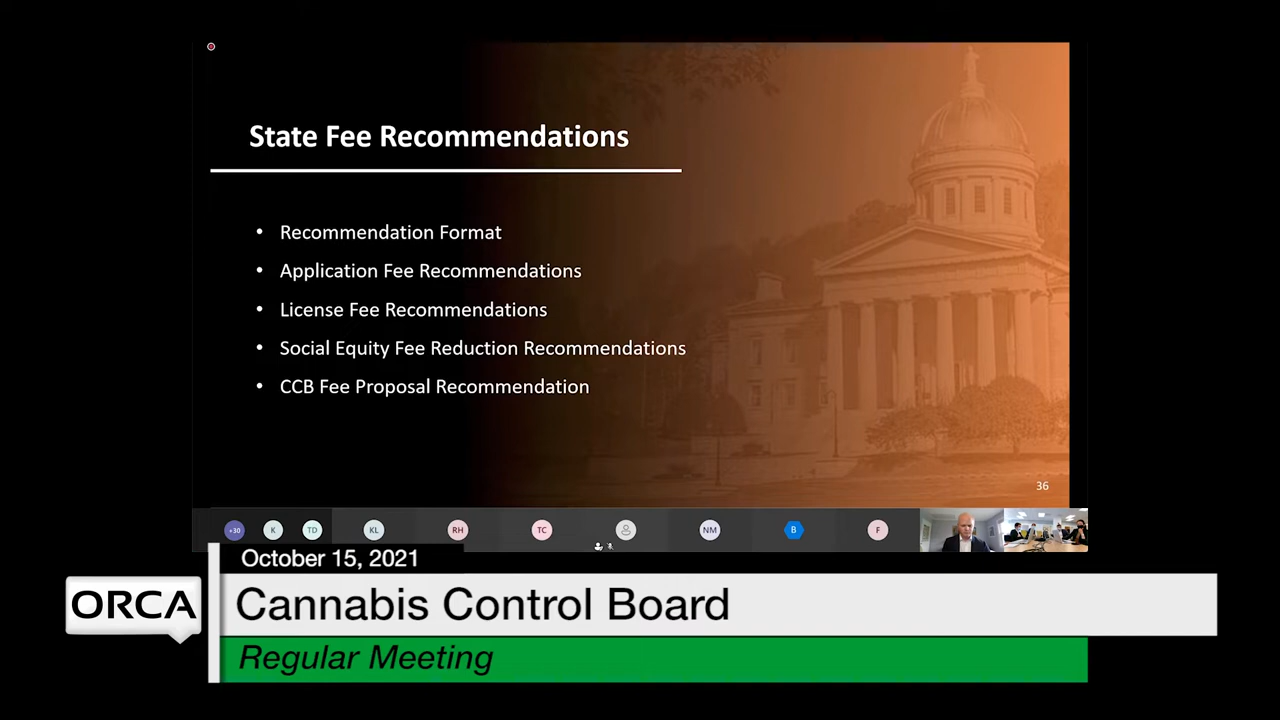 State Fee Recommendations
• Recommendation Format
• Application Fee Recommendations
• License Fee Recommendations
• Social Equity Fee Reduction Recommendations
• CCB Fee Proposal Recommendation
36
+30 K TD KL RH TC NM B F
October 15, 2021
ORCA
Cannabis Control Board
Regular Meeting